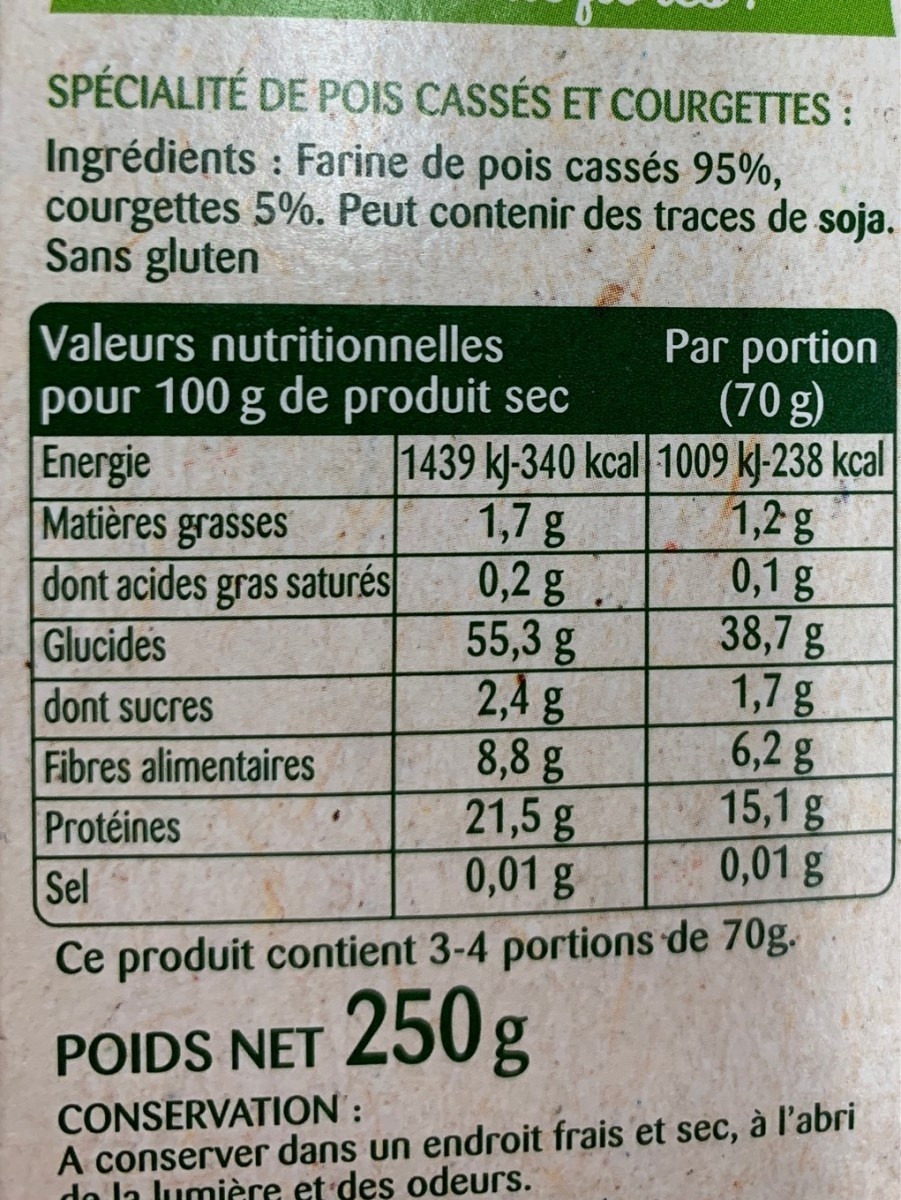 SPÉCIALITÉ DE POIS CASSÉS ET COURGETTES :
Ingrédients : Farine de pois cassés 95%,
courgettes 5%. Peut contenir des traces de soja.
Sans gluten
Valeurs nutritionnelles Par portion
pour 100 g de produit sec (70 g)
Energie 1439 kJ-340 kcal 1009 kJ-238 kcal
Matières grasses 1,7 g 1,2 g
dont acides gras saturés 0,2 g 0,1 g
Glucides 55,3 g 38,7 g
dont sucres 2,4 g 1,7 g
Fibres alimentaires 8,8 g 6,2 g
Protéines 21,5 g 15,1 g
Sel 0,01 g 0,01 g
Ce produit contient 3-4 portions de 70g.
POIDS NET 250 g
CONSERVATION :
A conserver dans un endroit frais et sec, à l'abri
de la lumière et des odeurs.